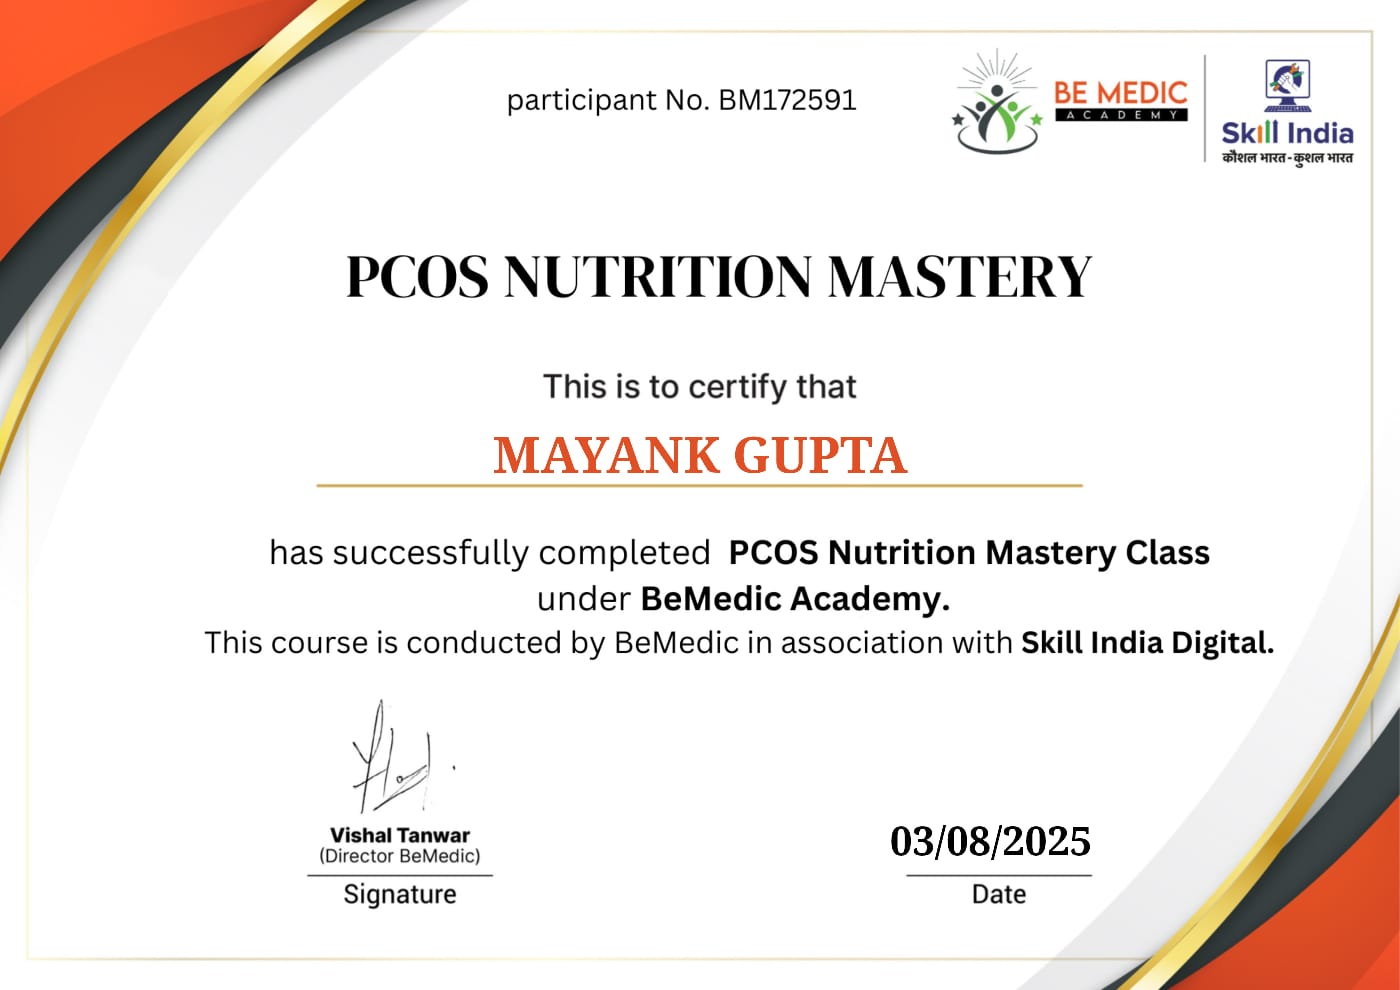 participant No. BM172591
BE MEDIC
ACADEMY
Skill India
कौशल भारत - कुशल भारत
PCOS NUTRITION MASTERY
This is to certify that
MAYANK GUPTA
has successfully completed PCOS Nutrition Mastery Class
under BeMedic Academy.
This course is conducted by BeMedic in association with Skill India Digital.
Vishal Tanwar
(Director BeMedic)
Signature
03/08/2025
Date